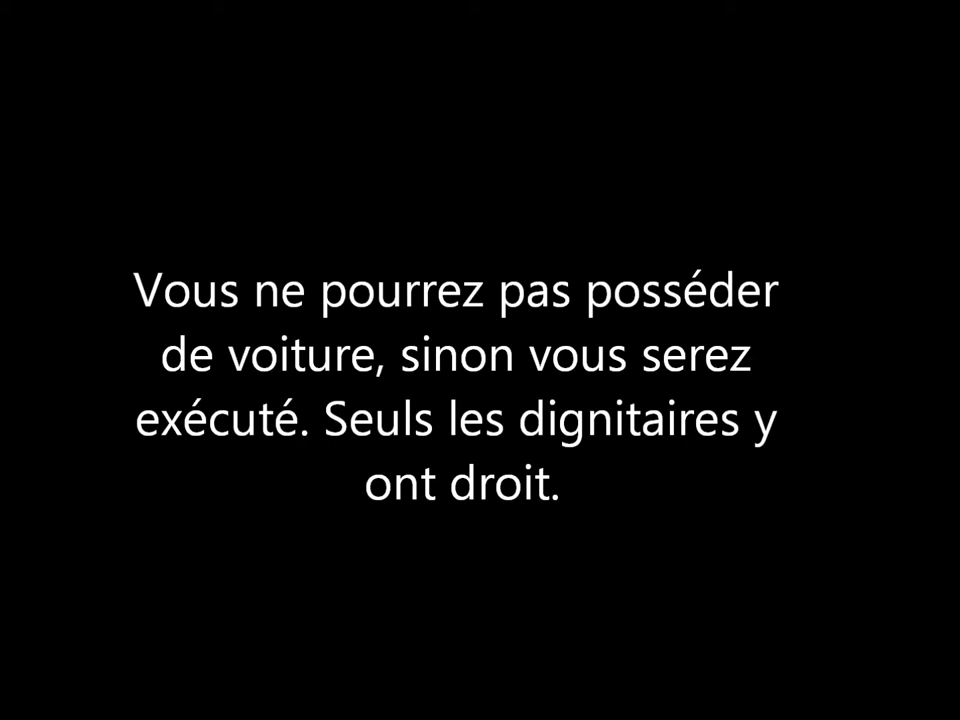 Vous ne pourrez pas posséder
de voiture, sinon vous serez
exécuté. Seuls les dignitaires y
ont droit.